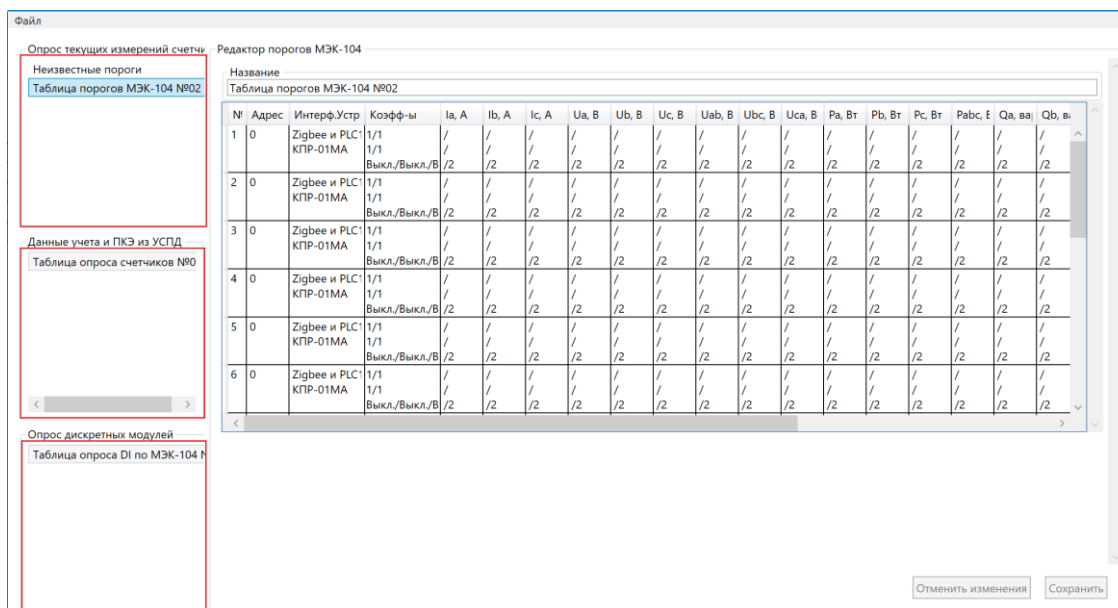 Файл
Опрос текущих измерений счетчи
Неизвестные пороги
Таблица порогов МЭК-104 №02
Данные учета и ПКЭ из УСПД
Таблица опроса счетчиков №0
Опрос дискретных модулей
Таблица опроса DI по МЭК-104 №
Редактор порогов МЭК-104
Название
Таблица порогов МЭК-104 №02
№ Адрес Интерф.Устр Коэфф-ы Ia, А Ib, А Ic, А Ua, В Ub, В Uc, В Uab, В Ubc, В Uca, В Pa, Вт Pb, Вт Pc, Вт Pabc, В Qa, вар Qb, ва
1 0 Zigbee и PLC1 1/1 / / / / / / / / / / / / / / /
КПР-01МА 1/1 / / / / / / / / / / / / / / /
Выкл./Выкл./В /2 /2 /2 /2 /2 /2 /2 /2 /2 /2 /2 /2 /2 /2 /2
2 0 Zigbee и PLC1 1/1 / / / / / / / / / / / / / / /
КПР-01МА 1/1 / / / / / / / / / / / / / / /
Выкл./Выкл./В /2 /2 /2 /2 /2 /2 /2 /2 /2 /2 /2 /2 /2 /2 /2
3 0 Zigbee и PLC1 1/1 / / / / / / / / / / / / / / /
КПР-01МА 1/1 / / / / / / / / / / / / / / /
Выкл./Выкл./В /2 /2 /2 /2 /2 /2 /2 /2 /2 /2 /2 /2 /2 /2 /2
4 0 Zigbee и PLC1 1/1 / / / / / / / / / / / / / / /
КПР-01МА 1/1 / / / / / / / / / / / / / / /
Выкл./Выкл./В /2 /2 /2 /2 /2 /2 /2 /2 /2 /2 /2 /2 /2 /2 /2
5 0 Zigbee и PLC1 1/1 / / / / / / / / / / / / / / /
КПР-01МА 1/1 / / / / / / / / / / / / / / /
Выкл./Выкл./В /2 /2 /2 /2 /2 /2 /2 /2 /2 /2 /2 /2 /2 /2 /2
6 0 Zigbee и PLC1 1/1 / / / / / / / / / / / / / / /
КПР-01МА 1/1 / / / / / / / / / / / / / / /
Выкл./Выкл./В /2 /2 /2 /2 /2 /2 /2 /2 /2 /2 /2 /2 /2 /2 /2
Отменить изменения Сохранить